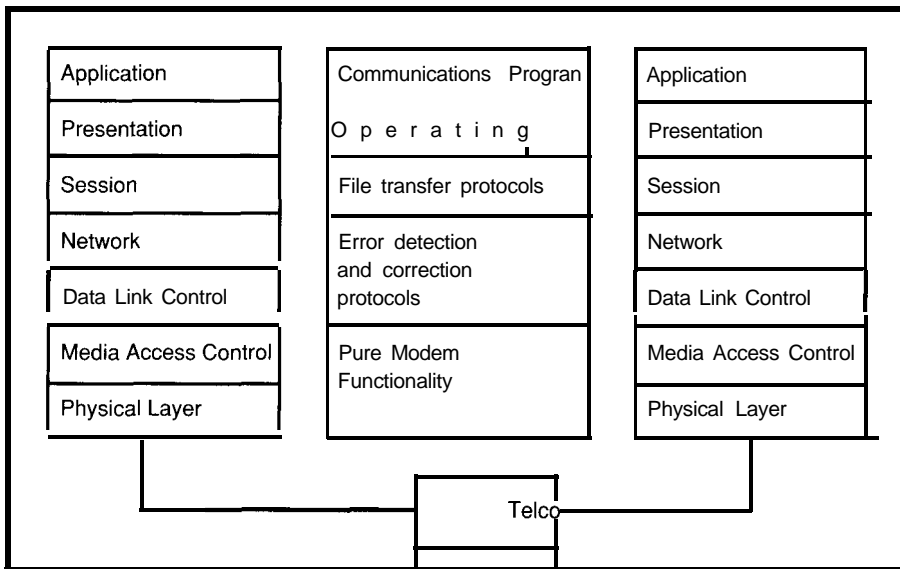 Application
Presentation
Session
Network
Data Link Control
Media Access Control
Physical Layer
Communications Progran
Operating
File transfer protocols
Error detection
and correction
protocols
Pure Modem
Functionality
Application
Presentation
Session
Network
Data Link Control
Media Access Control
Physical Layer
Telco